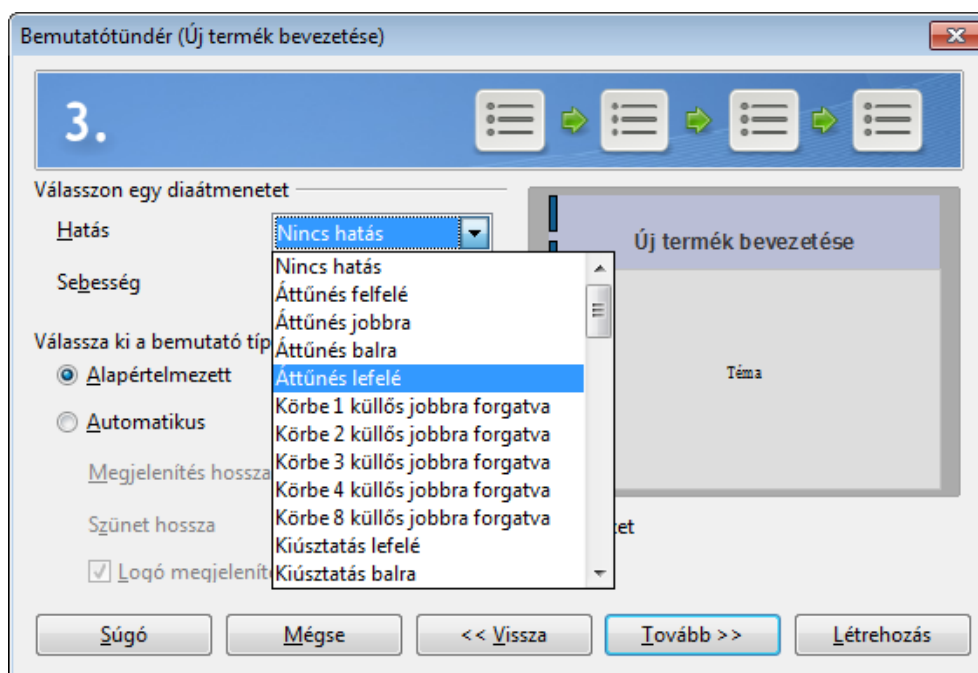 Bemutatótündér (Új termék bevezetése)
3.
Válasszon egy diaátmenetet
Hatás
Nincs hatás
Új termék bevezetése
Sebesség
Nincs hatás
Áttűnés felfelé
Áttűnés jobbra
Áttűnés balra
Áttűnés lefelé
Körbe 1 küllős jobbra forgatva
Körbe 2 küllős jobbra forgatva
Körbe 3 küllős jobbra forgatva
Körbe 4 küllős jobbra forgatva
Körbe 8 küllős jobbra forgatva
Kiúsztatás lefelé
Kiúsztatás balra
Válassza ki a bemutató típ
Alapértelmezett
Téma
Automatikus
Megjelenítés hossza
Szünet hossza
Logó megjelenít
Súgó
Mégse
<< Vissza
Tovább >>
Létrehozás